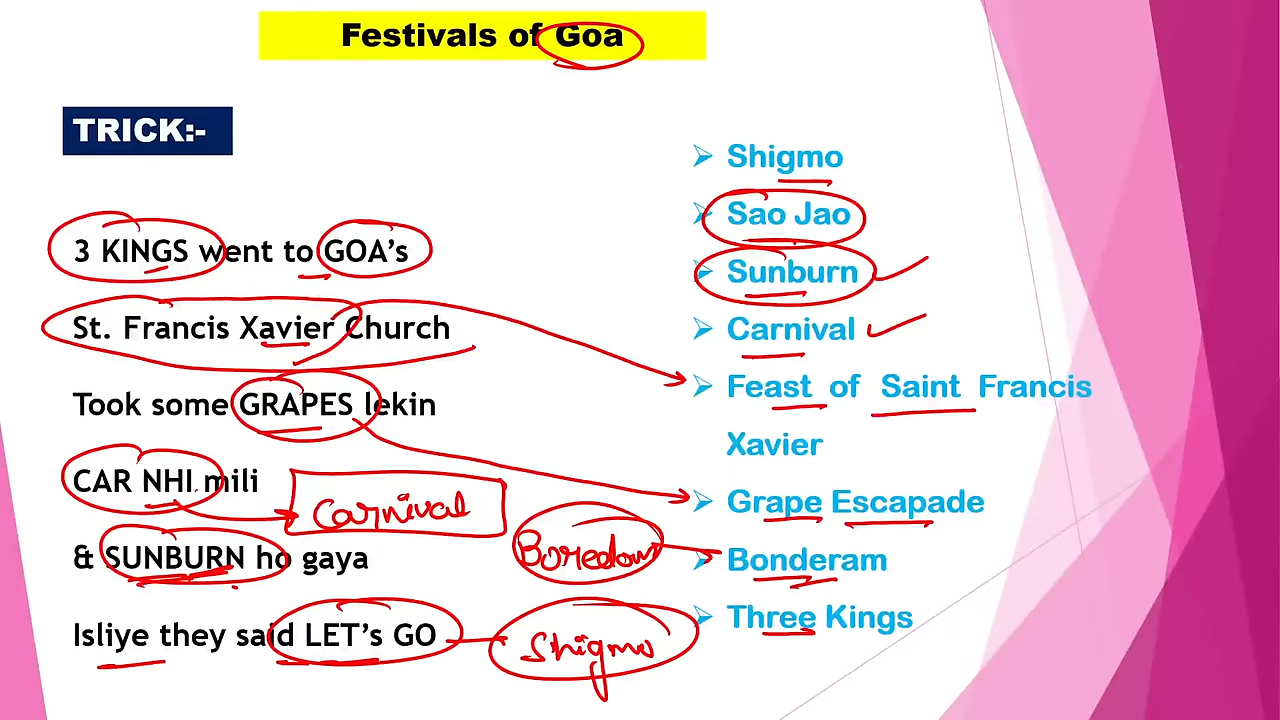 Festivals of Goa
TRICK:-
3 KINGS went to GOA's
St. Francis Xavier Church
Took some GRAPES lekin
CAR NHI mili
Carnival
& SUNBURN ho gaya
Boredom
Isliye they said LET's GO
Shigmo
➢ Shigmo
➢ Sao Jao
➢ Sunburn
➢ Carnival
➢ Feast of Saint Francis
Xavier
➢ Grape Escapade
➢ Bonderam
➢ Three Kings